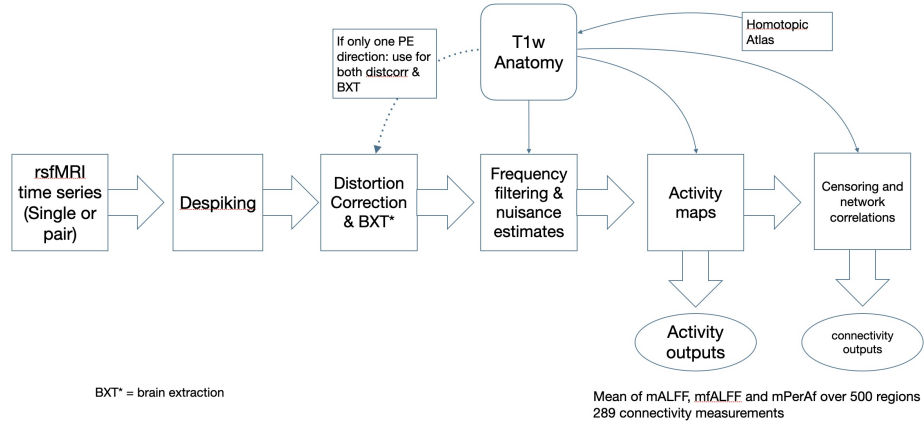 If only one PE
direction: use for
both distcorr &
BXT
T1w
Anatomy
Homotopic
Atlas
rsfMRI
time series
(Single or
pair)
Despiking
Distortion
Correction
& BXT*
Frequency
filtering &
nuisance
estimates
Activity
maps
Censoring and
network
correlations
Activity
outputs
connectivity
outputs
BXT* = brain extraction
Mean of mALFF, mfALFF and mPerAf over 500 regions
289 connectivity measurements